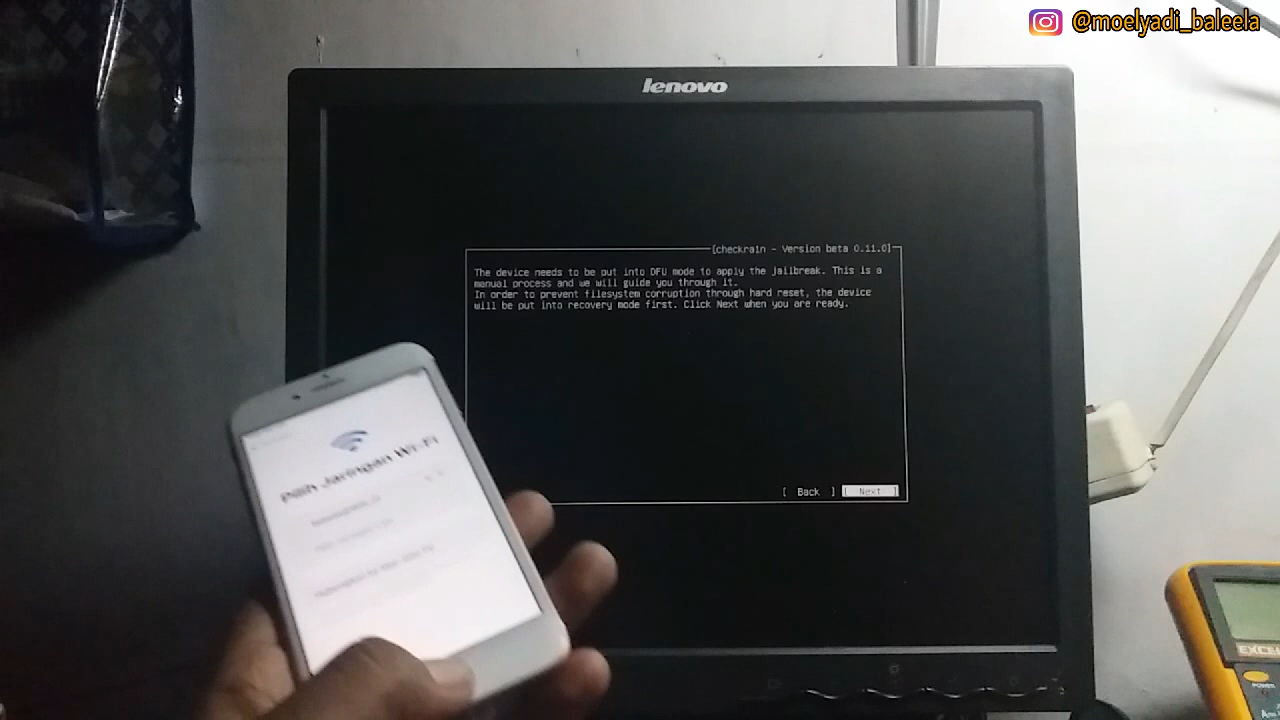 @moelyadi_baleela
lenovo
[checkra1n - Version beta 0.11.0]
The device needs to be put into DFU mode to apply the jailbreak. This is a
manual process and we will guide you through it.
In order to prevent filesystem corruption through hard reset, the device
will be put into recovery mode first. Click Next when you are ready.
[ Back ] [ Next ]
Pilih Jaringan Wi-Fi
EXCEL
POWER